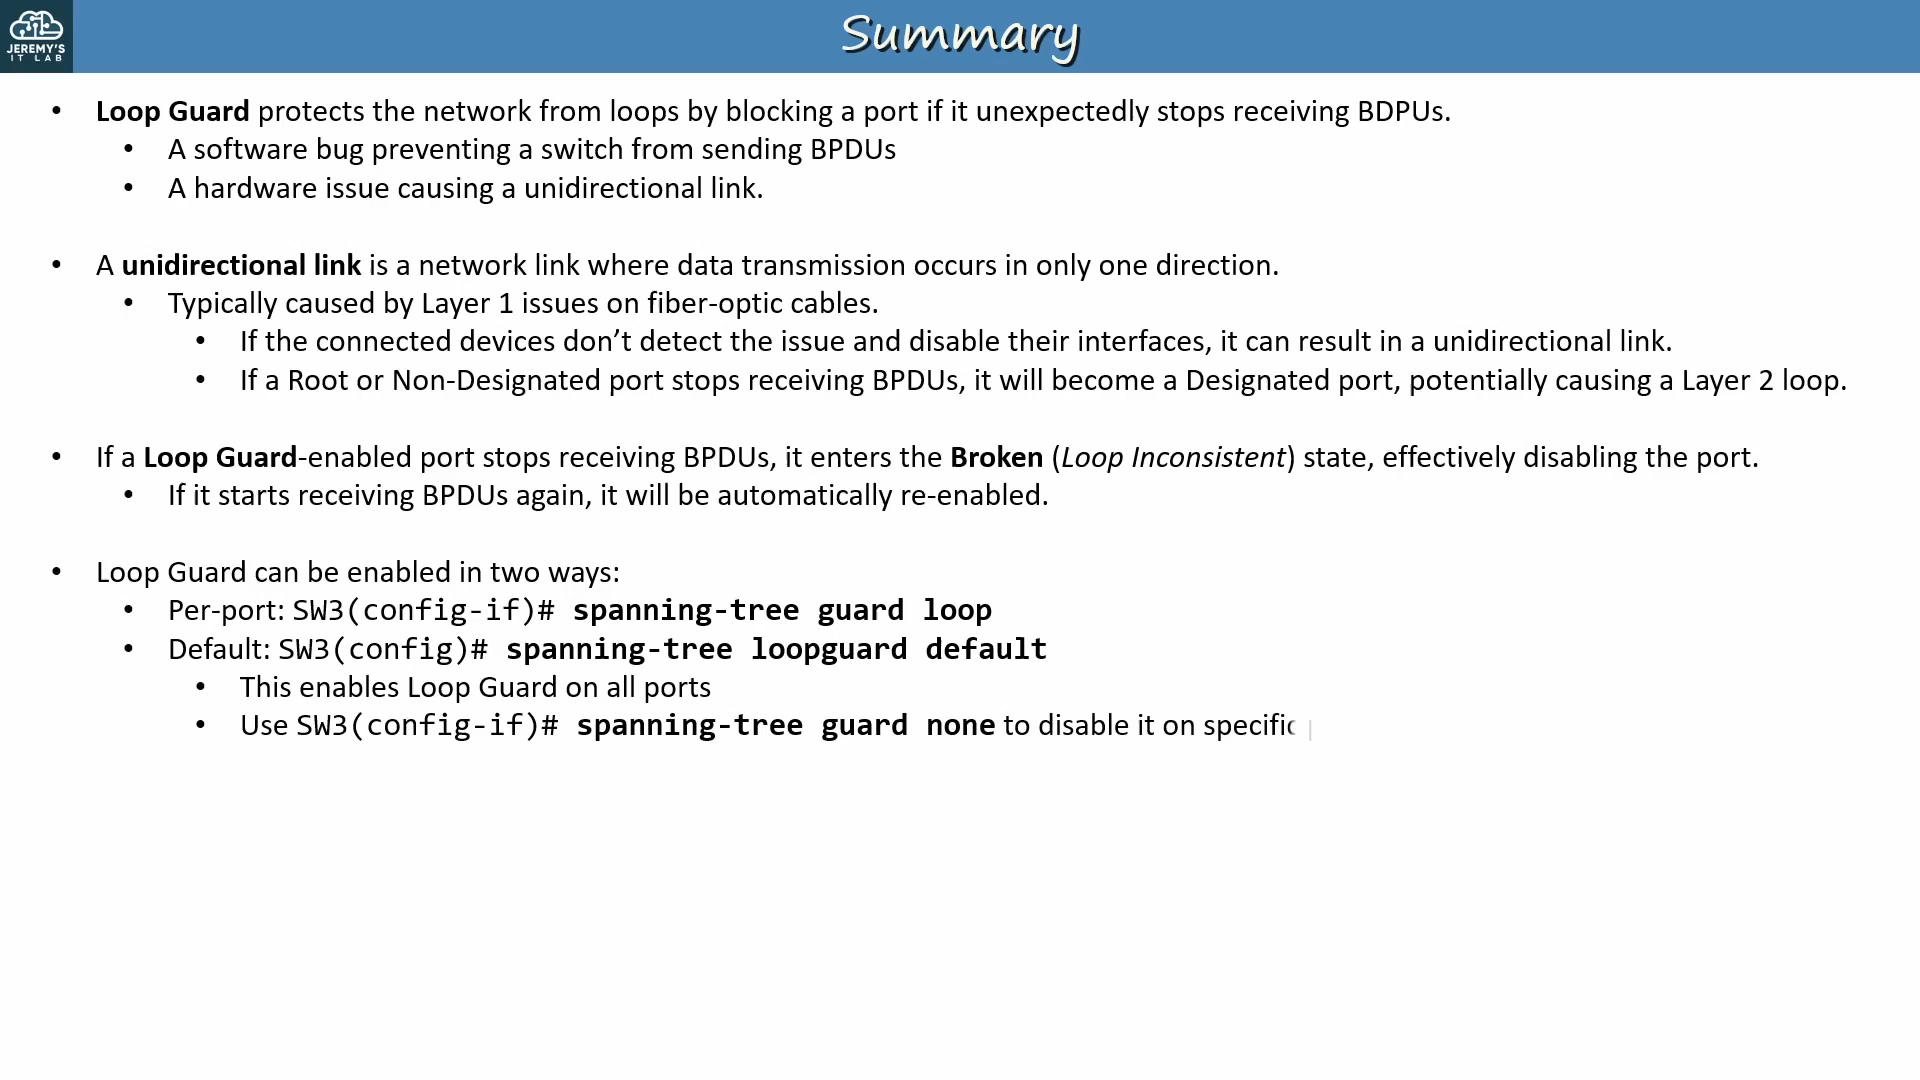 JEREMY'S
IT LAB
Summary
• Loop Guard protects the network from loops by blocking a port if it unexpectedly stops receiving BDPUs.
• A software bug preventing a switch from sending BPDUs
• A hardware issue causing a unidirectional link.
• A unidirectional link is a network link where data transmission occurs in only one direction.
• Typically caused by Layer 1 issues on fiber-optic cables.
• If the connected devices don’t detect the issue and disable their interfaces, it can result in a unidirectional link.
• If a Root or Non-Designated port stops receiving BPDUs, it will become a Designated port, potentially causing a Layer 2 loop.
• If a Loop Guard-enabled port stops receiving BPDUs, it enters the Broken (Loop Inconsistent) state, effectively disabling the port.
• If it starts receiving BPDUs again, it will be automatically re-enabled.
• Loop Guard can be enabled in two ways:
• Per-port: SW3(config-if)# spanning-tree guard loop
• Default: SW3(config)# spanning-tree loopguard default
• This enables Loop Guard on all ports
• Use SW3(config-if)# spanning-tree guard none to disable it on specific